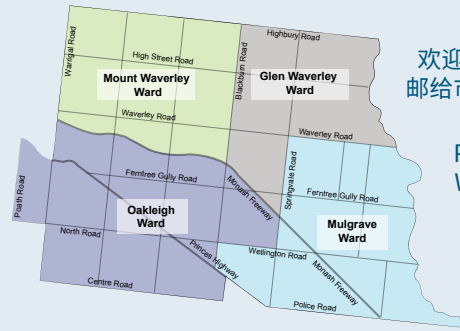 Highbury Road
Warrigal Road
High Street Road
Blackburn Road
Mount Waverley
Ward
Glen Waverley
Ward
欢迎
邮给市
Waverley Road
Waverley Road
Ferntree Gully Road
Monash Freeway
Springvale Road
Ferntree Gully Road
Poath Road
Oakleigh
Ward
Mulgrave
Ward
North Road
Princes Highway
Wellington Road
Monash Freeway
Centre Road
Police Road